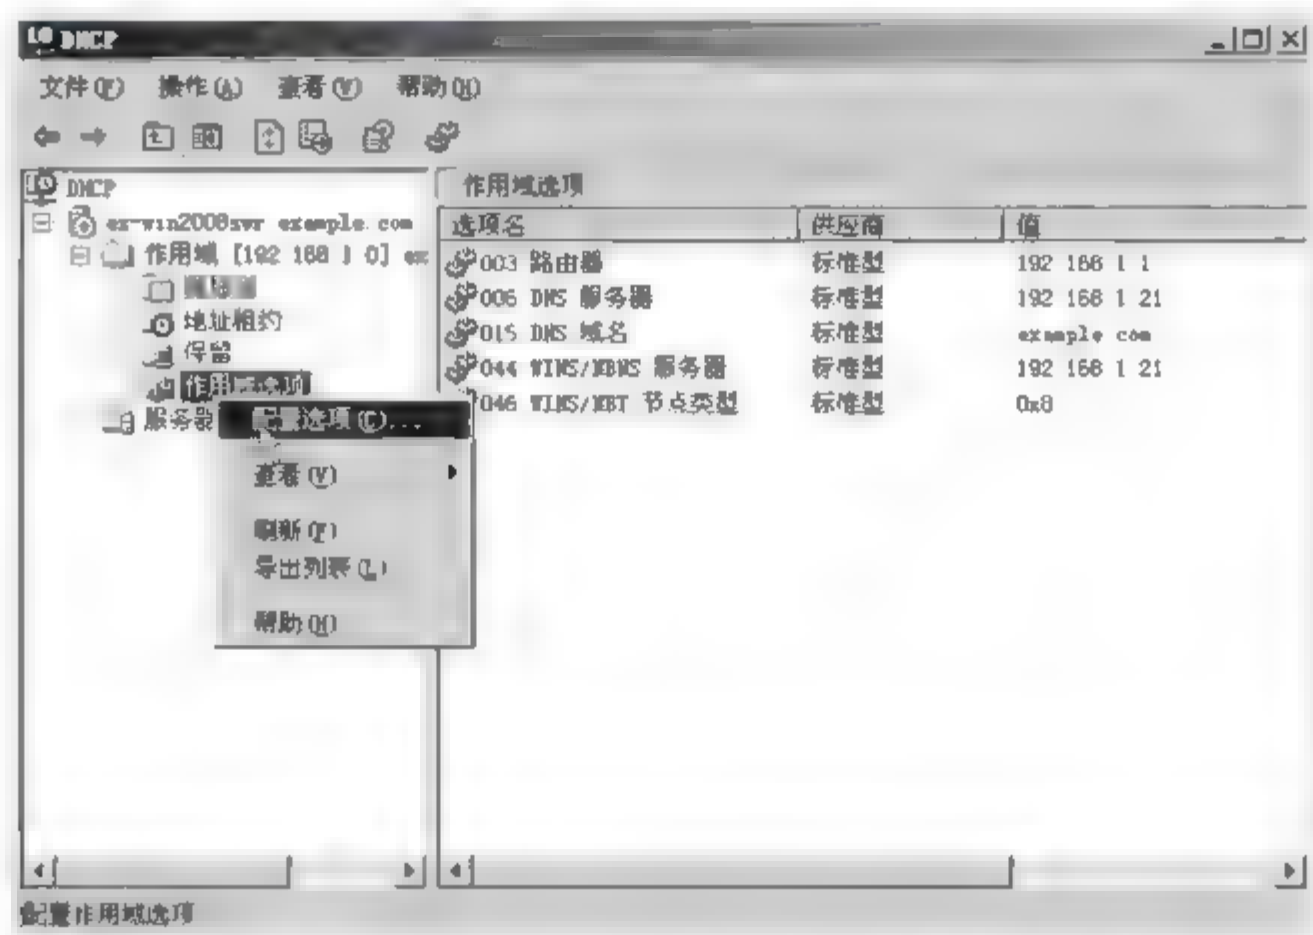 DHCP
文件(F) 操作(A) 查看(V) 帮助(H)
DHCP
作用域 [192 168 1 0] ex
地址租约
保留
作用域选项
服务器
配置选项(C)...
查看(V)
刷新(F)
导出列表(L)
帮助(H)
作用域选项
选项名 供应商 值
003 路由器 标准型 192 168 1 1
006 DNS 服务器 标准型 192 168 1 21
015 DNS 域名 标准型 example com
044 WINS/NBNS 服务器 标准型 192 168 1 21
046 WINS/NBT 节点类型 标准型 0x8
配置作用域选项